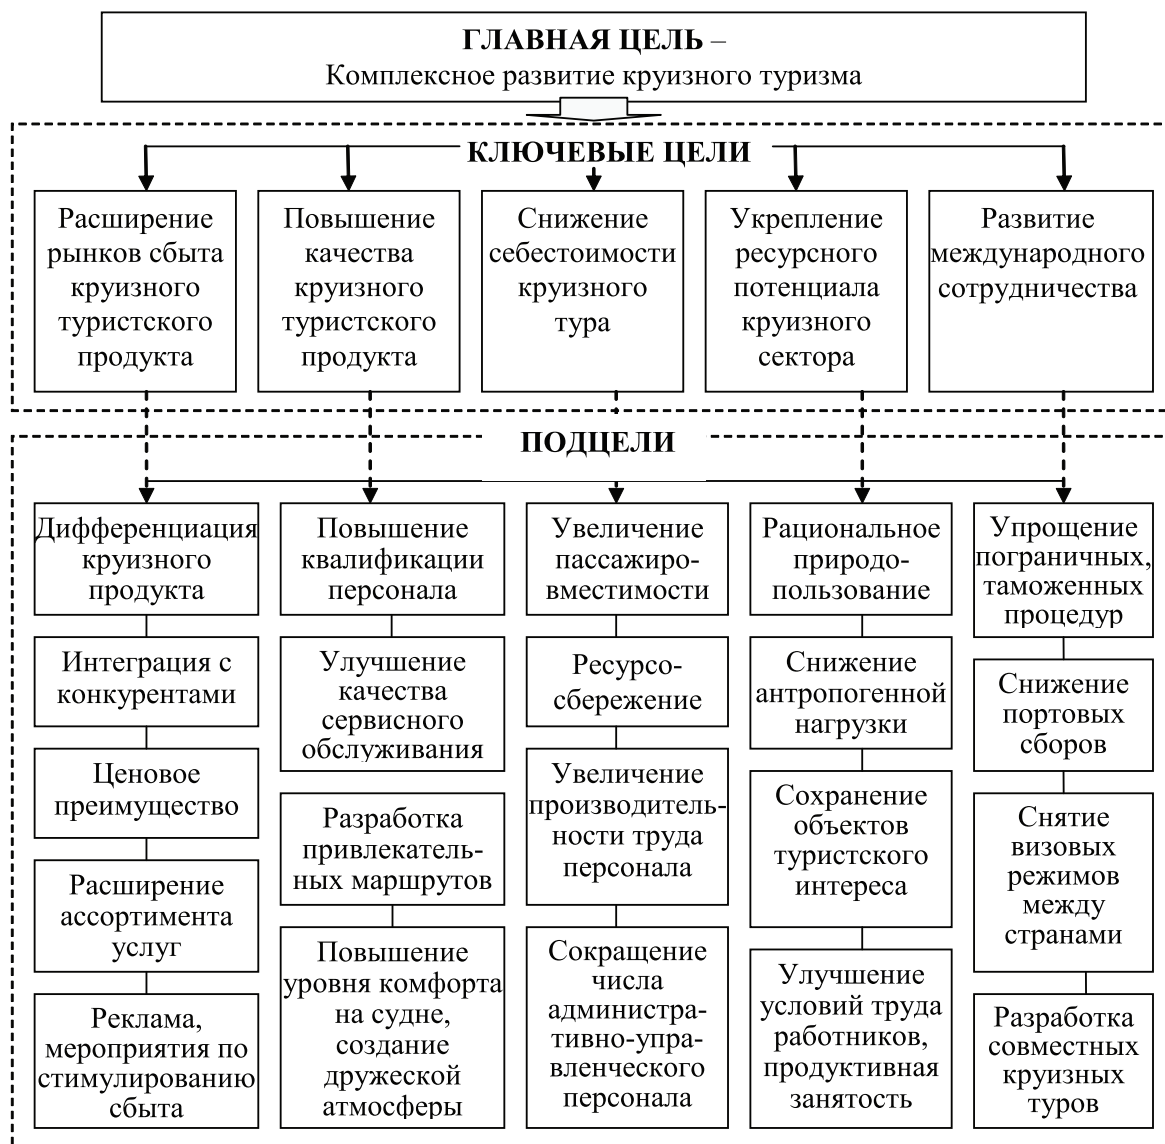 ГЛАВНАЯ ЦЕЛЬ –
Комплексное развитие круизного туризма
КЛЮЧЕВЫЕ ЦЕЛИ
Расширение
рынков сбыта
круизного
туристского
продукта
Повышение
качества
круизного
туристского
продукта
Снижение
себестоимости
круизного
тура
Укрепление
ресурсного
потенциала
круизного
сектора
Развитие
международного
сотрудничества
ПОДЦЕЛИ
Дифференциация
круизного
продукта
Интеграция с
конкурентами
Ценовое
преимущество
Расширение
ассортимента
услуг
Реклама,
мероприятия по
стимулированию
сбыта
Повышение
квалификации
персонала
Улучшение
качества
сервисного
обслуживания
Разработка
привлекатель-
ных маршрутов
Повышение
уровня комфорта
на судне,
создание
дружеской
атмосферы
Увеличение
пассажиро-
вместимости
Ресурсо-
сбережение
Увеличение
производитель-
ности труда
персонала
Сокращение
числа
администра-
тивно-упра-
вленческого
персонала
Рациональное
природо-
пользование
Снижение
антропогенной
нагрузки
Сохранение
объектов
туристского
интереса
Улучшение
условий труда
работников,
продуктивная
занятость
Упрощение
пограничных,
таможенных
процедур
Снижение
портовых
сборов
Снятие
визовых
режимов
между
странами
Разработка
совместных
круизных
туров